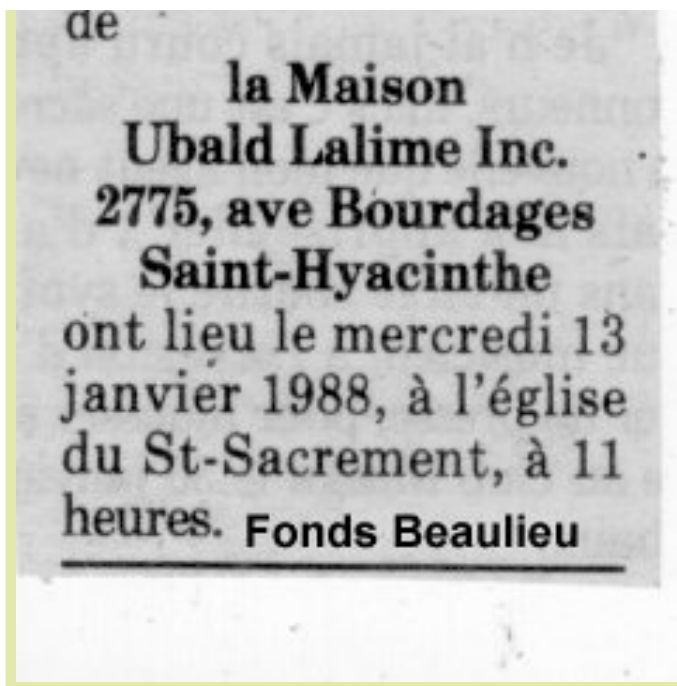 de
la Maison
Ubald Lalime Inc.
2775, ave Bourdages
Saint-Hyacinthe
ont lieu le mercredi 13
janvier 1988, à l'église
du St-Sacrement, à 11
heures. Fonds Beaulieu